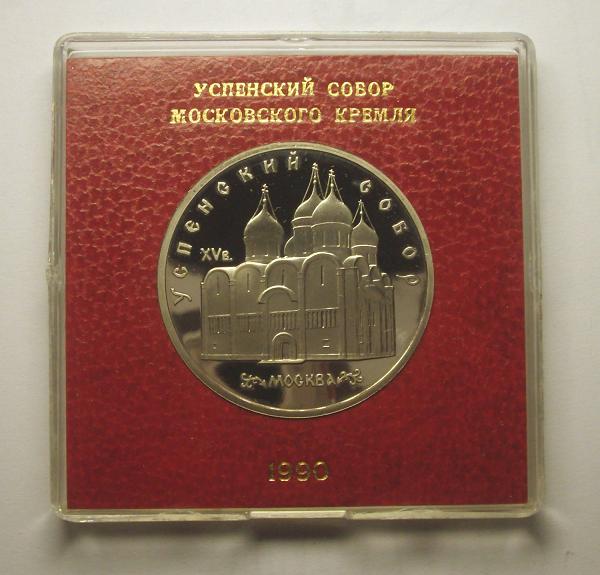 УСПЕНСКИЙ СОБОР
МОСКОВСКОГО КРЕМЛЯ
УСПЕНСКИЙ СОБОР
XVв.
МОСКВА
1990